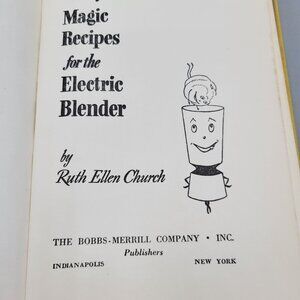 Magic
Recipes
for the
Electric
Blender
by
Ruth Ellen Church
THE BOBBS-MERRILL COMPANY • INC.
Publishers
INDIANAPOLIS NEW YORK